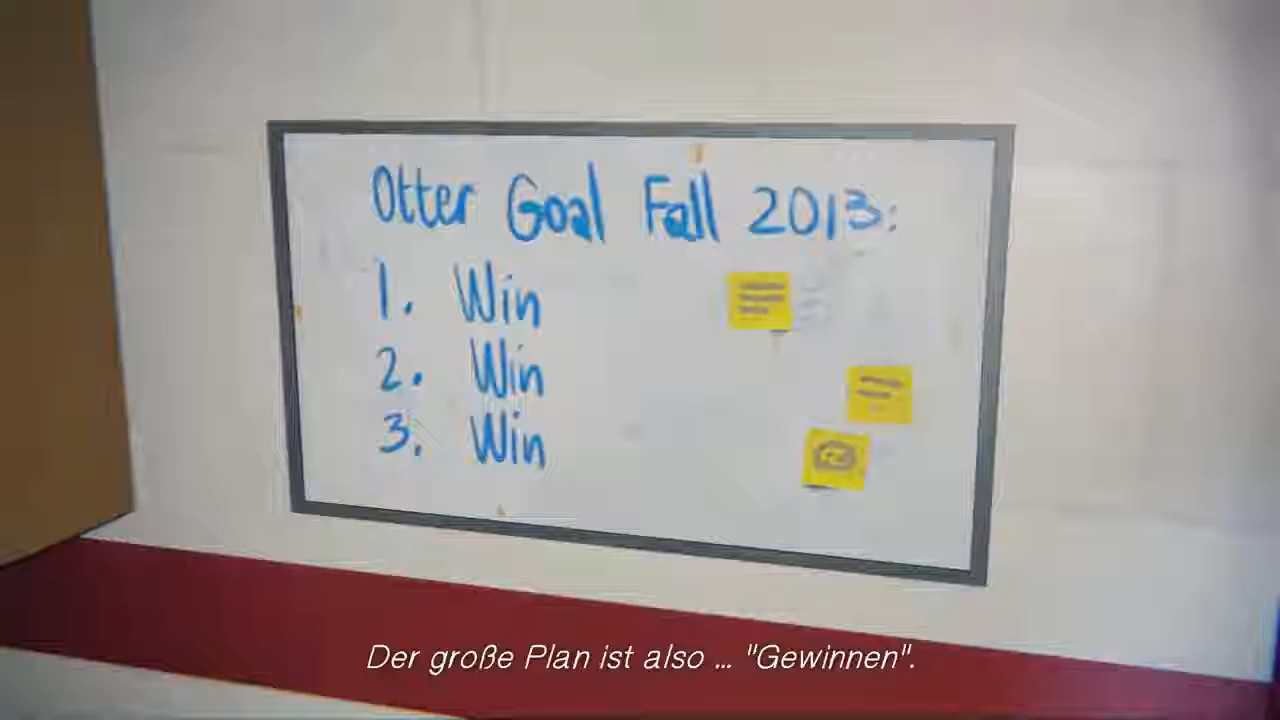 Otter Goal Fall 2013:
1. Win
2. Win
3. Win
Der große Plan ist also ... "Gewinnen".